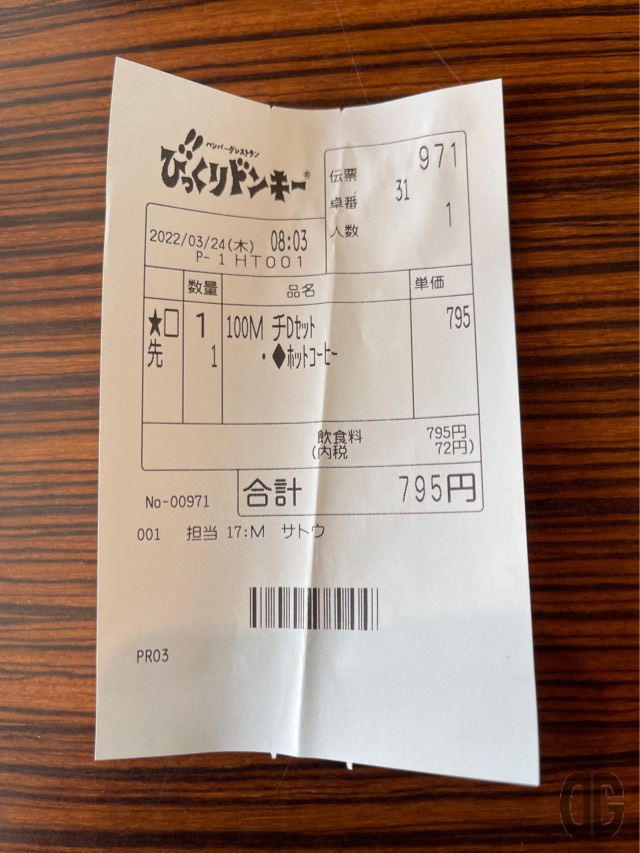 ハンバーグレストラン
びっくりドンキー®
伝票 971
卓番 31
人数 1
2022/03/24(木) 08:03
P- 1 HT001
数量 品名 単価
★□ 1 100M チDセット 795
先 1 ・◆ホットコーヒー
飲食料 795円
(内税 72円)
合計 795円
No-00971
001 担当 17:M サトウ
PR03
DG